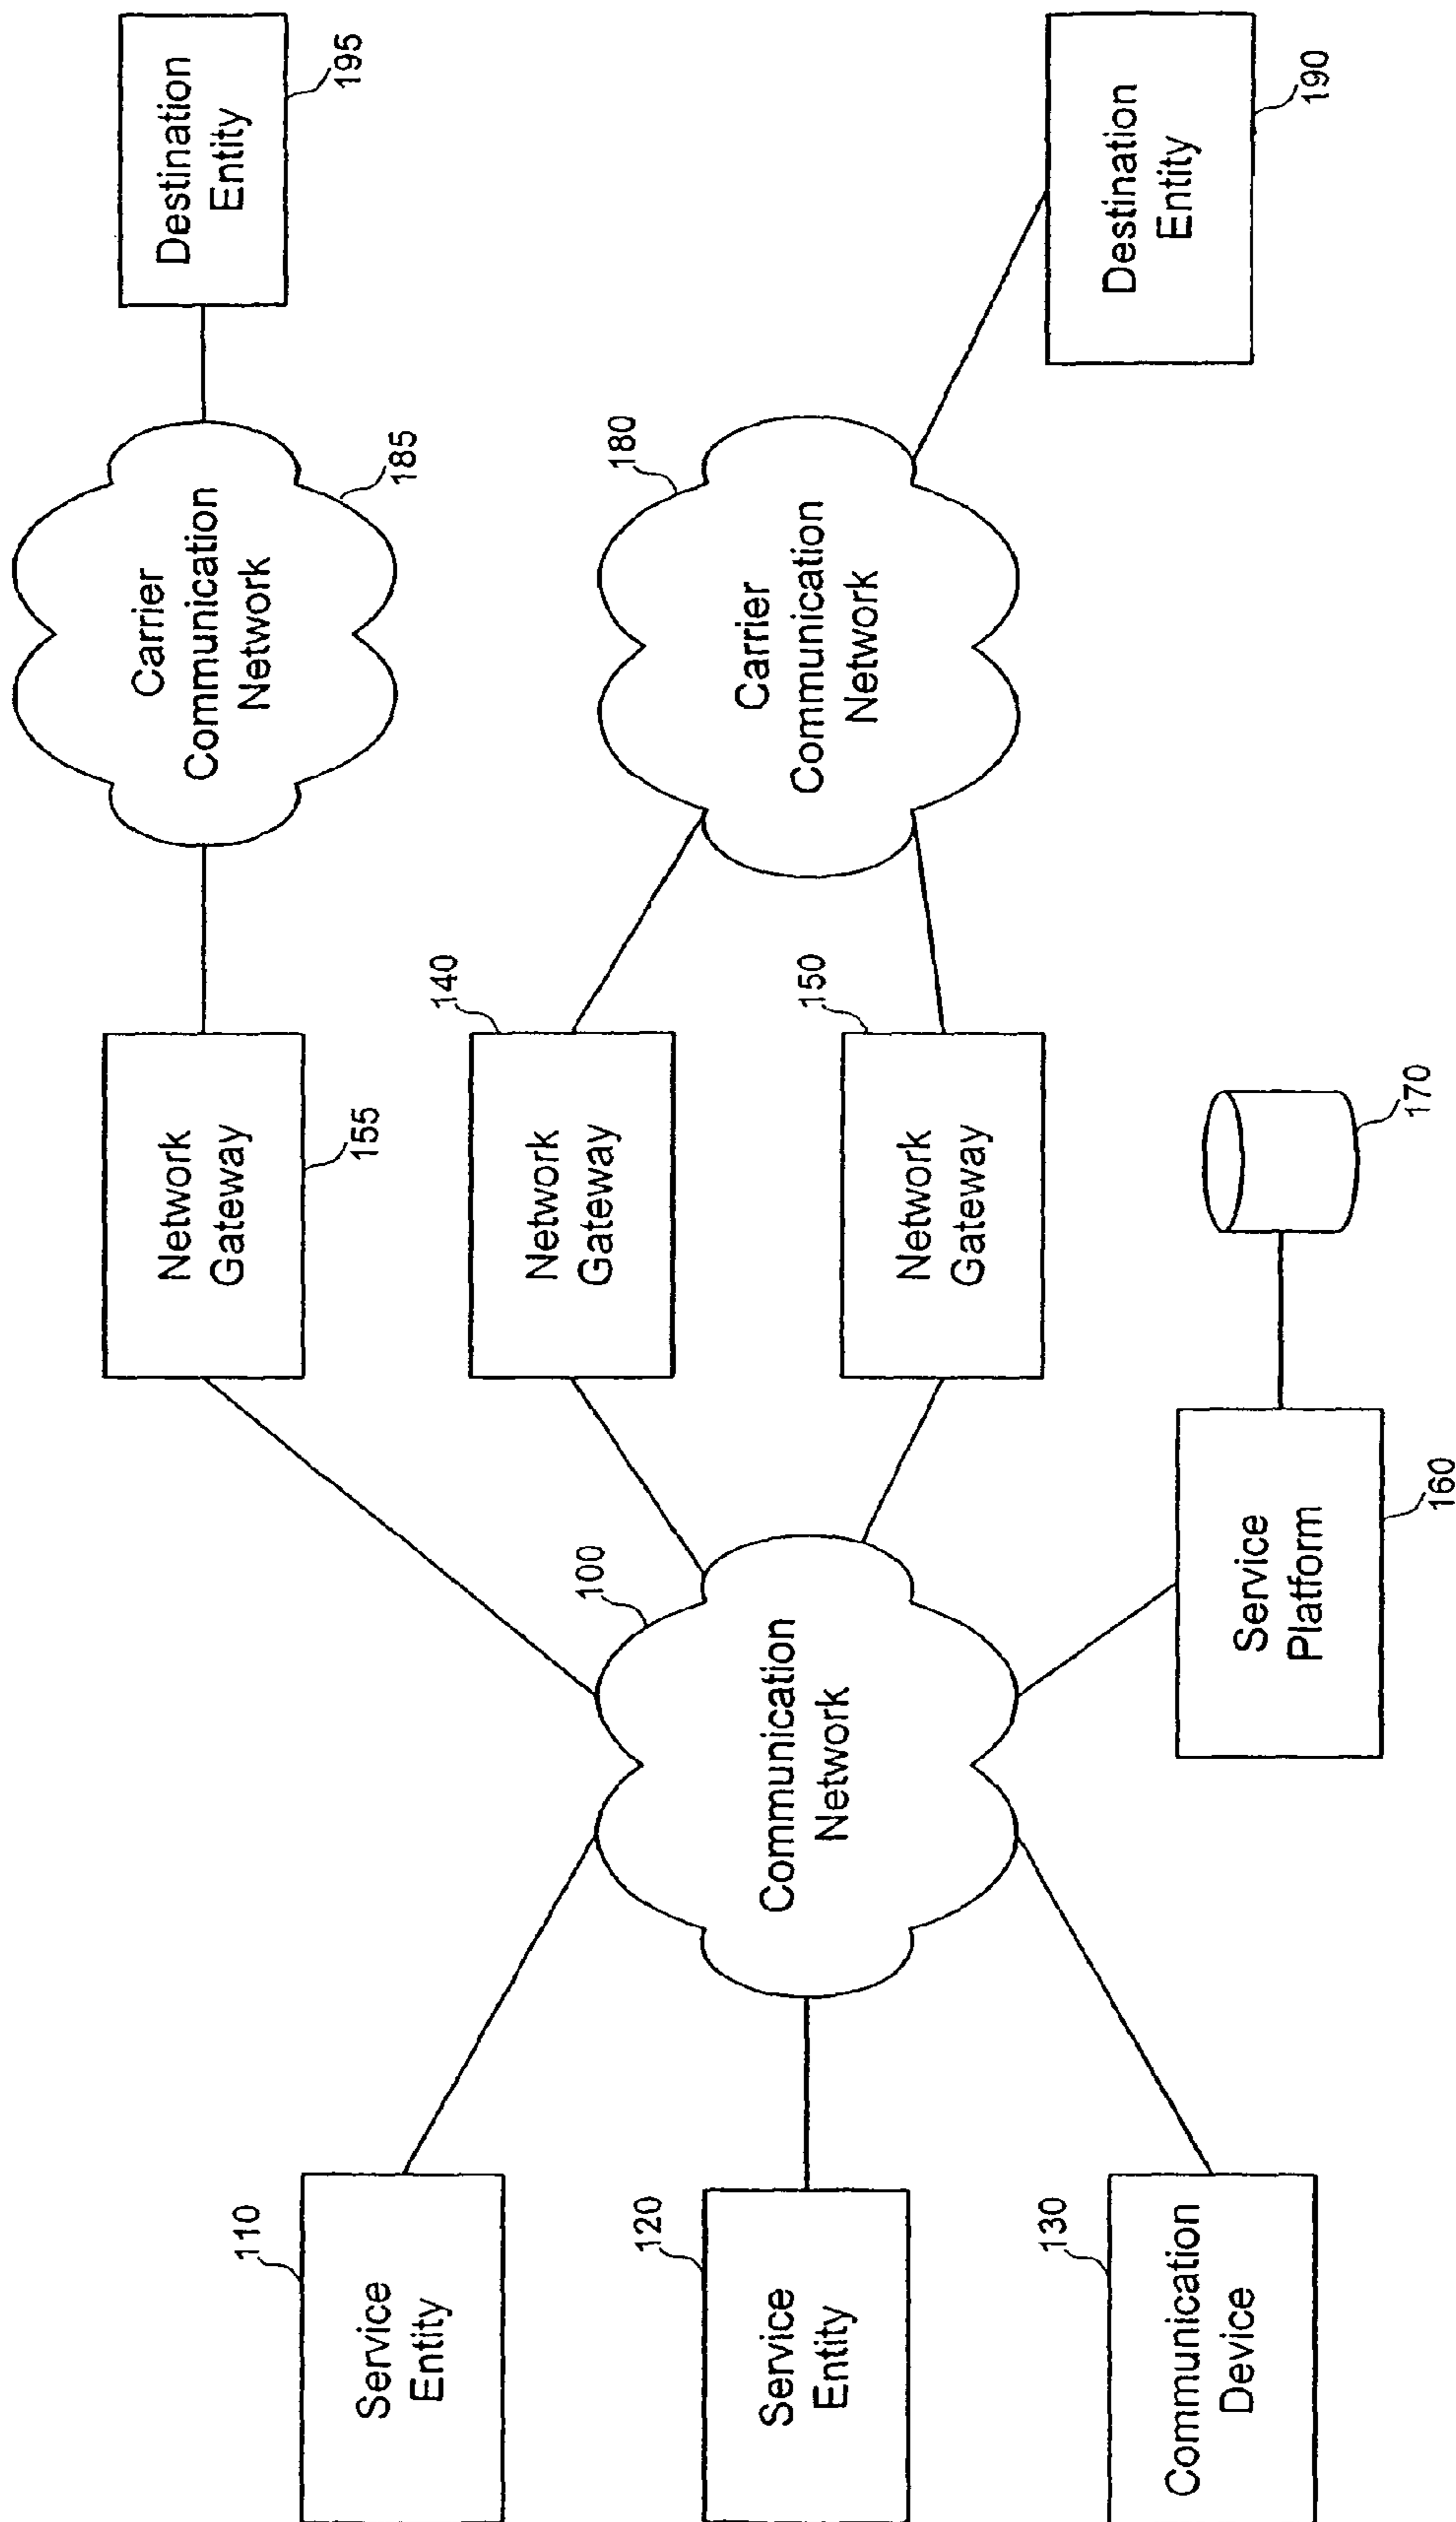 110
Service
Entity
120
Service
Entity
130
Communication
Device
100
Communication
Network
155
Network
Gateway
140
Network
Gateway
150
Network
Gateway
Service
Platform
160
170
Carrier
Communication
Network
185
180
Carrier
Communication
Network
Destination
Entity
195
Destination
Entity
190